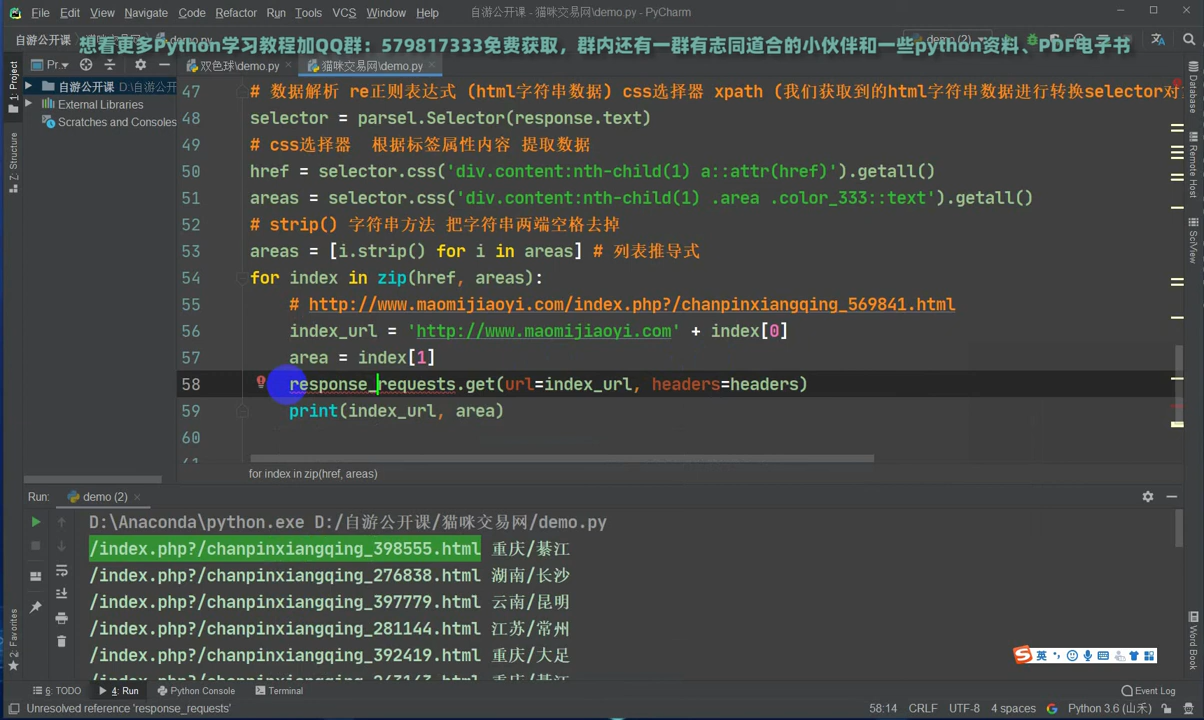 File Edit View Navigate Code Refactor Run Tools VCS Window Help 自游公开课 - 猫咪交易网\demo.py - PyCharm
自游公开课
想看更多Python学习教程加QQ群：579817333免费获取，群内还有一群有志同道合的小伙伴和一些python资料、PDF电子书
Pr... 双色球\demo.py 猫咪交易网\demo.py
1: Project
自游公开课 D:\自游公开
External Libraries
Scratches and Consoles
Z: Structure
47 # 数据解析 re正则表达式 (html字符串数据) css选择器 xpath (我们获取到的html字符串数据进行转换selector对
48 selector = parsel.Selector(response.text)
49 # css选择器 根据标签属性内容 提取数据
50 href = selector.css('div.content:nth-child(1) a::attr(href)').getall()
51 areas = selector.css('div.content:nth-child(1) .area .color_333::text').getall()
52 # strip() 字符串方法 把字符串两端空格去掉
53 areas = [i.strip() for i in areas] # 列表推导式
54 for index in zip(href, areas):
55 # http://www.maomijiaoyi.com/index.php?/chanpinxiangqing_569841.html
56 index_url = 'http://www.maomijiaoyi.com' + index[0]
57 area = index[1]
58 response_requests.get(url=index_url, headers=headers)
59 print(index_url, area)
60
for index in zip(href, areas)
Database
Remote Host
SciView
Word Book
Run: demo (2)
D:\Anaconda\python.exe D:/自游公开课/猫咪交易网/demo.py
/index.php?/chanpinxiangqing_398555.html 重庆/綦江
/index.php?/chanpinxiangqing_276838.html 湖南/长沙
/index.php?/chanpinxiangqing_397779.html 云南/昆明
/index.php?/chanpinxiangqing_281144.html 江苏/常州
/index.php?/chanpinxiangqing_392419.html 重庆/大足
2: Favorites
英
6: TODO 4: Run Python Console Terminal Event Log
Unresolved reference 'response_requests' 58:14 CRLF UTF-8 4 spaces Python 3.6 (山禾)